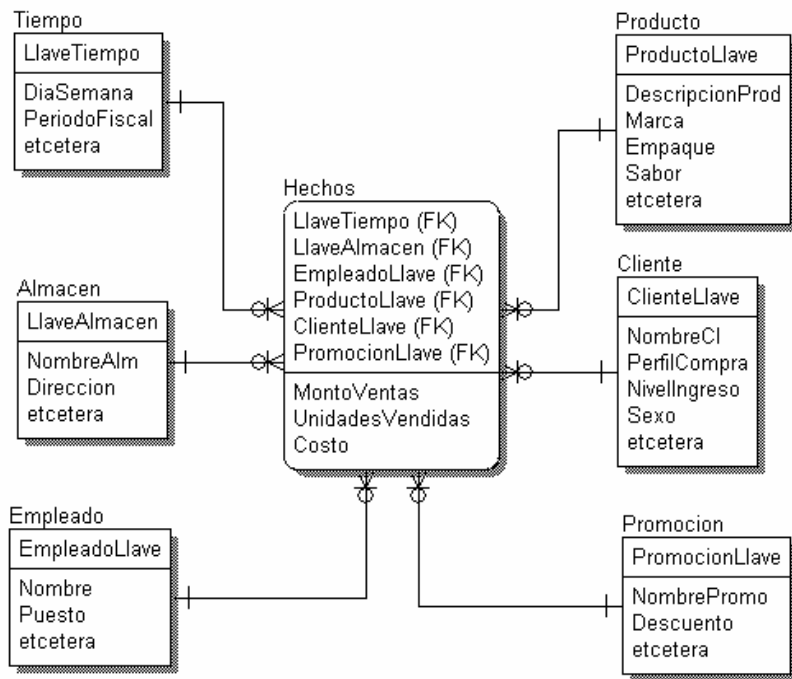 Tiempo
LlaveTiempo
DiaSemana
PeriodoFiscal
etcetera
Producto
ProductoLlave
DescripcionProd
Marca
Empaque
Sabor
etcetera
Hechos
LlaveTiempo (FK)
LlaveAlmacen (FK)
EmpleadoLlave (FK)
ProductoLlave (FK)
ClienteLlave (FK)
PromocionLlave (FK)
MontoVentas
UnidadesVendidas
Costo
Almacen
LlaveAlmacen
NombreAlm
Direccion
etcetera
Cliente
ClienteLlave
NombreCl
PerfilCompra
NivelIngreso
Sexo
etcetera
Empleado
EmpleadoLlave
Nombre
Puesto
etcetera
Promocion
PromocionLlave
NombrePromo
Descuento
etcetera